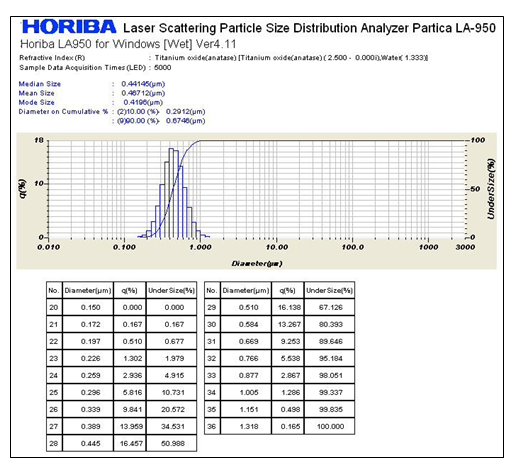 HORIBA Laser Scattering Particle Size Distribution Analyzer Partica LA-950
Horiba LA950 for Windows [Wet] Ver4.11
Refractive Index (R) : Titanium oxide(anatase) [Titanium oxide(anatase) ( 2.500 - 0.000i),Water( 1.333)]
Sample Data Acquisition Times (LED) : 5000
Median Size : 0.44145(µm)
Mean Size : 0.46712(µm)
Mode Size : 0.4195(µm)
Diameter on Cumulative % : (2)10.00 (%)- 0.2912(µm)
: (9)90.00 (%)- 0.6746(µm)
18 100
q(%) 10 50 UnderSize(%)
0 0
0.010 0.100 1.000 10.00 100.0 1000 3000
Diameter(µm)
No. Diameter(µm) q(%) UnderSize(%) No. Diameter(µm) q(%) UnderSize(%)
20 0.150 0.000 0.000 29 0.510 16.138 67.126
21 0.172 0.167 0.167 30 0.584 13.267 80.393
22 0.197 0.510 0.677 31 0.669 9.253 89.646
23 0.226 1.302 1.979 32 0.766 5.538 95.184
24 0.259 2.936 4.915 33 0.877 2.867 98.051
25 0.296 5.816 10.731 34 1.005 1.286 99.337
26 0.339 9.841 20.572 35 1.151 0.498 99.835
27 0.389 13.959 34.531 36 1.318 0.165 100.000
28 0.445 16.457 50.988